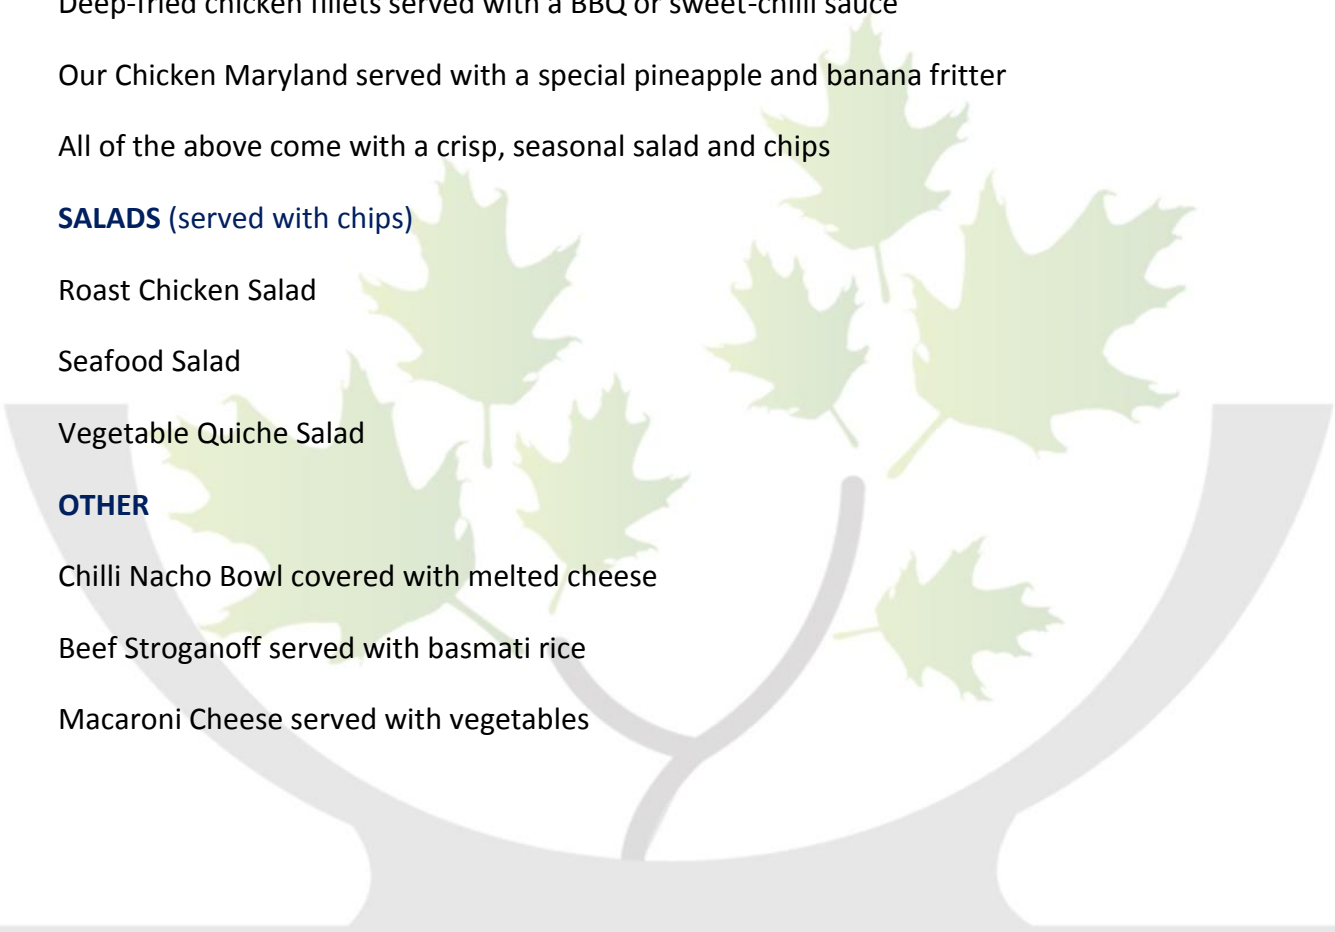 Deep-fried chicken fillets served with a BBQ or sweet-chilli sauce
Our Chicken Maryland served with a special pineapple and banana fritter
All of the above come with a crisp, seasonal salad and chips
SALADS (served with chips)
Roast Chicken Salad
Seafood Salad
Vegetable Quiche Salad
OTHER
Chilli Nacho Bowl covered with melted cheese
Beef Stroganoff served with basmati rice
Macaroni Cheese served with vegetables